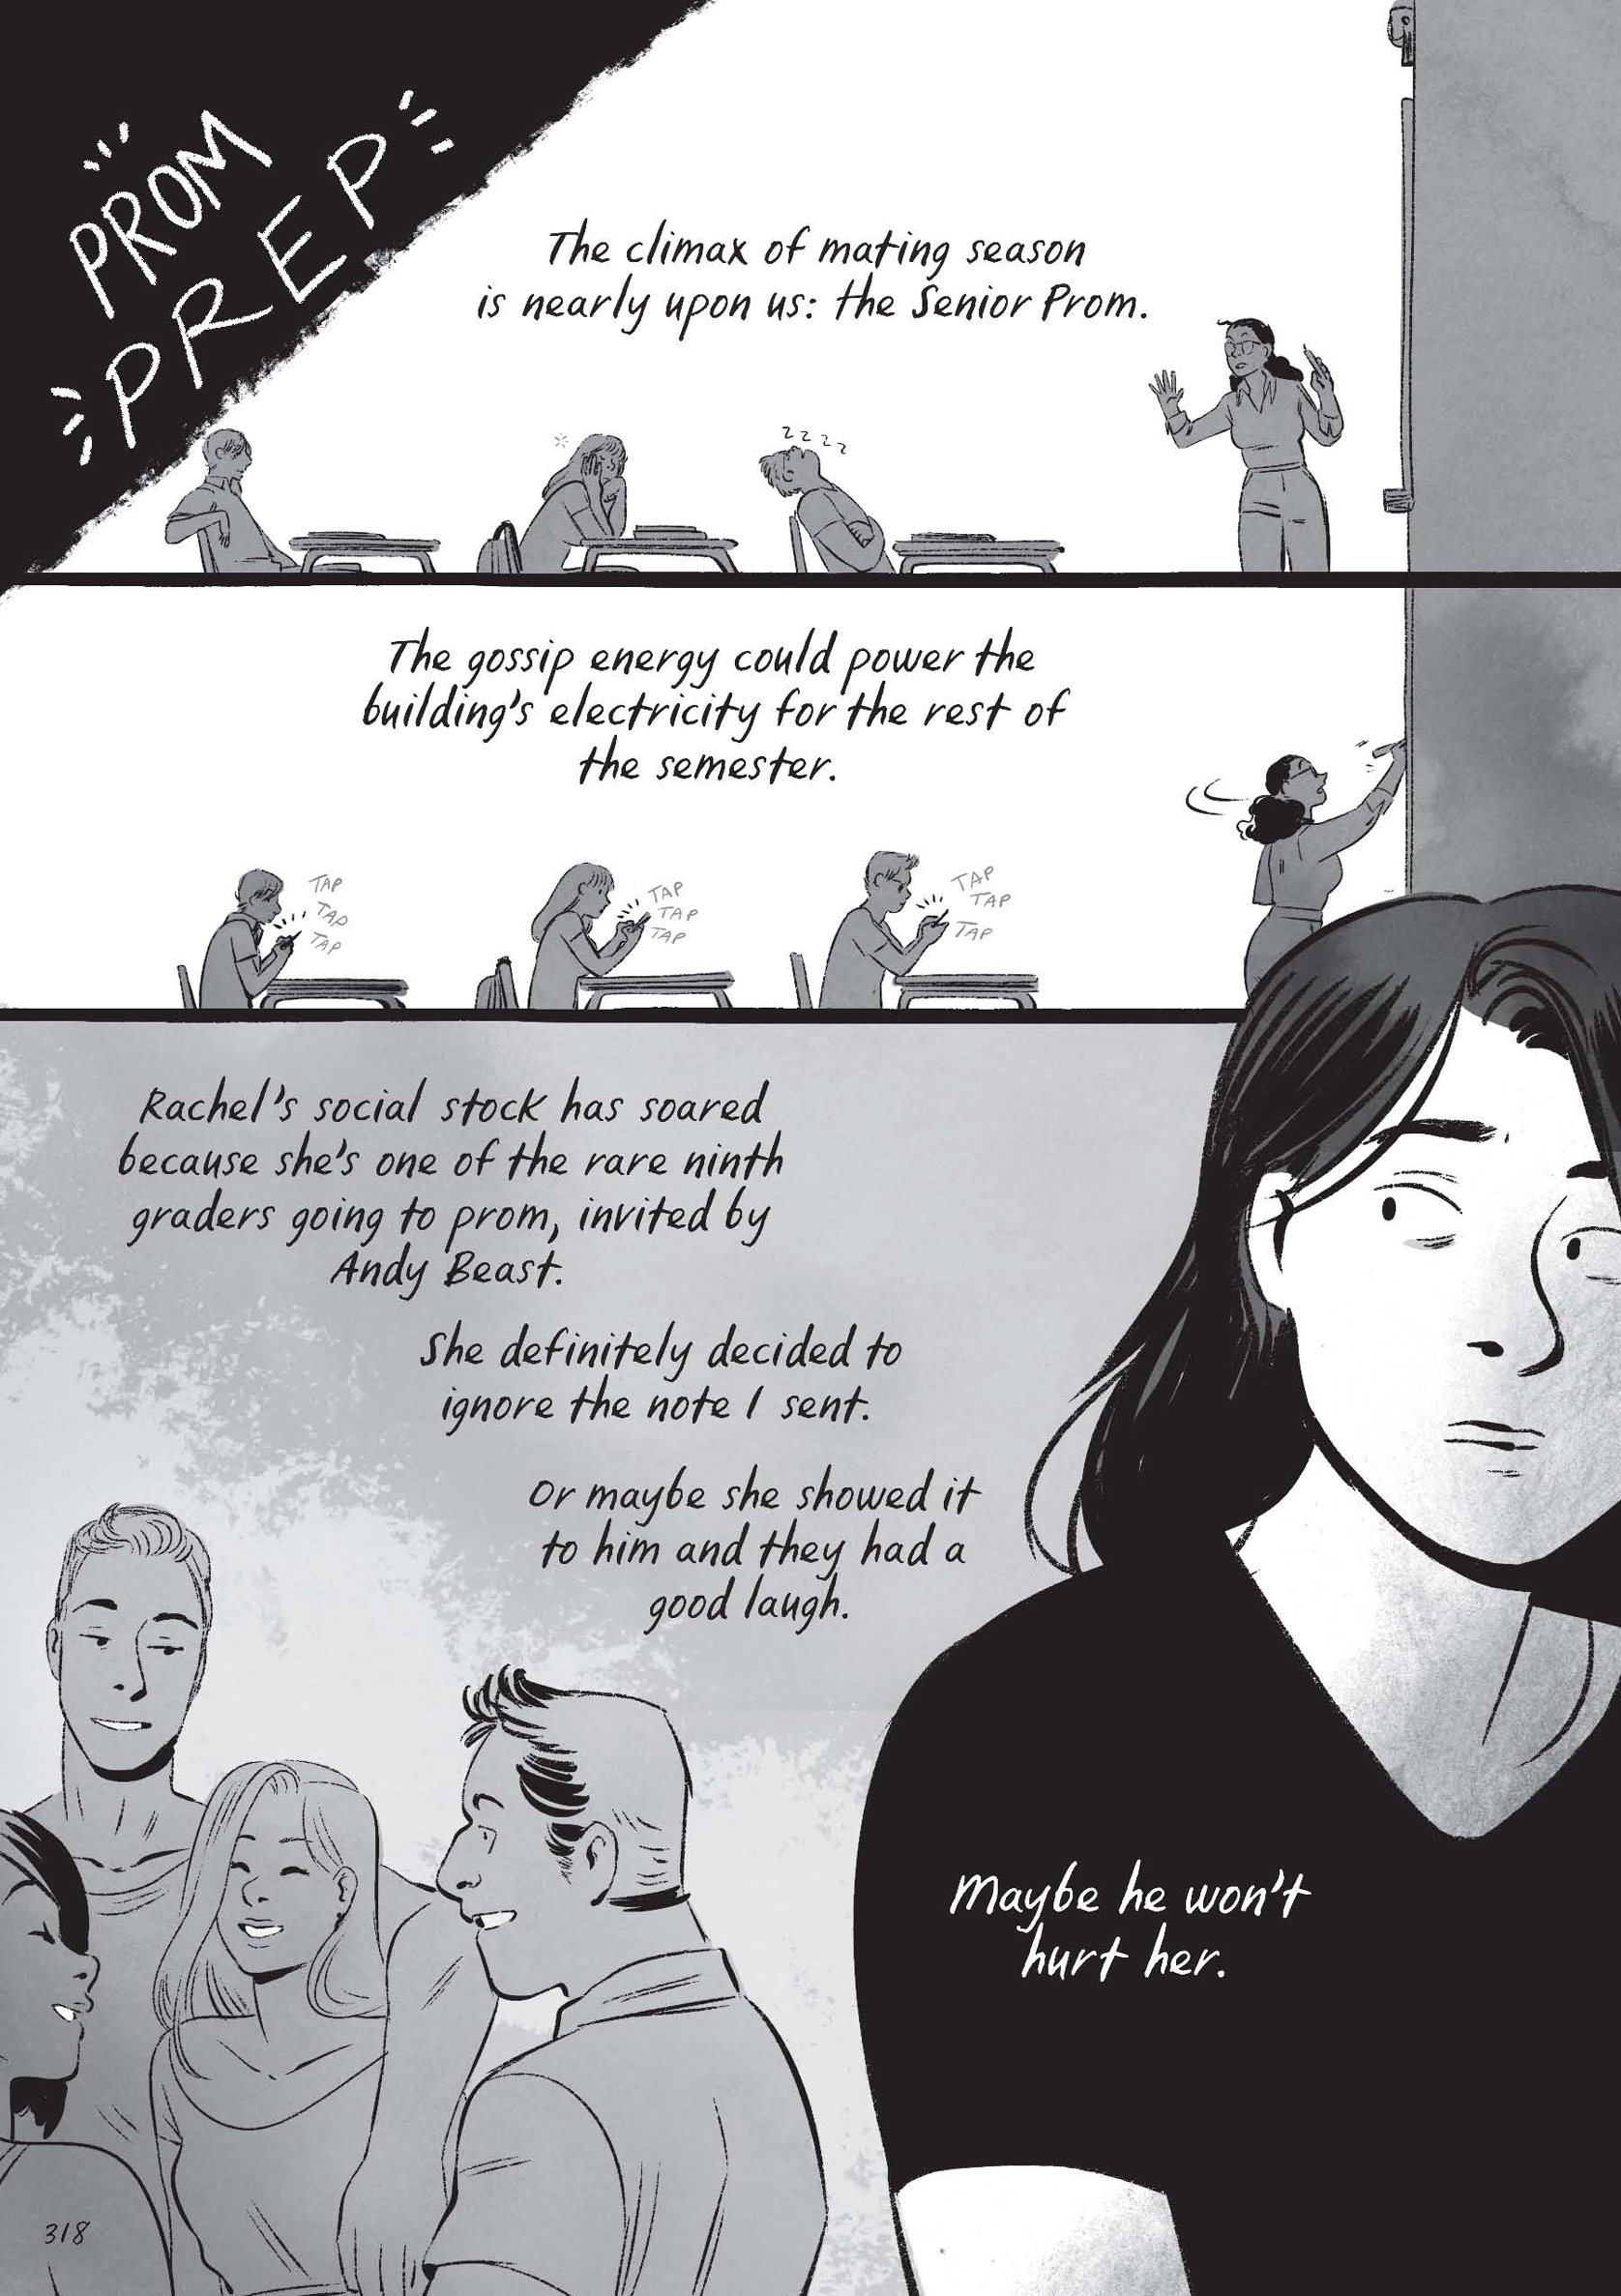 PROM
PREP
The climax of mating season
is nearly upon us: the Senior Prom.
z z z z
The gossip energy could power the
building's electricity for the rest of
the semester.
TAP
TAP
TAP
TAP
TAP
TAP
TAP
TAP
TAP
Rachel's social stock has soared
because she's one of the rare ninth
graders going to prom, invited by
Andy Beast.
She definitely decided to
ignore the note I sent.
Or maybe she showed it
to him and they had a
good laugh.
Maybe he won't
hurt her.
318